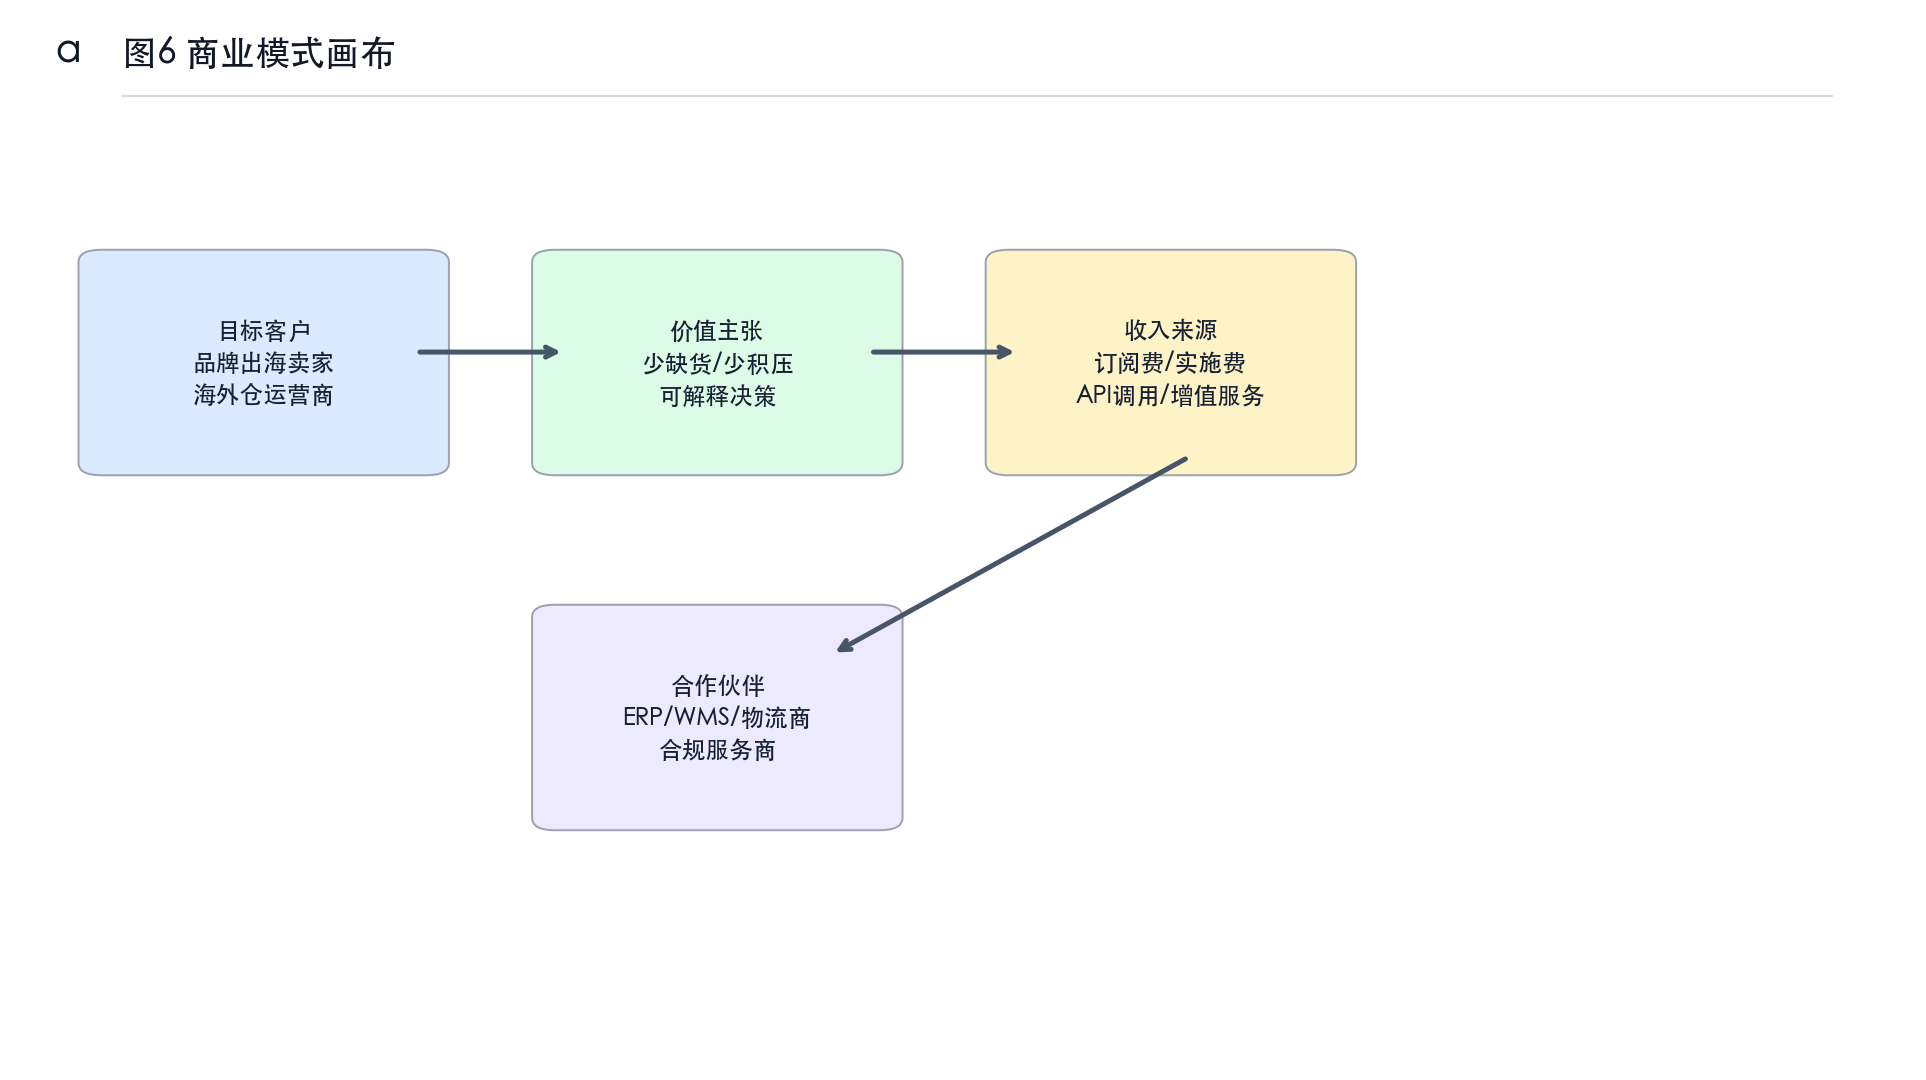 a 图6 商业模式画布
目标客户
品牌出海卖家
海外仓运营商
价值主张
少缺货/少积压
可解释决策
收入来源
订阅费/实施费
API调用/增值服务
合作伙伴
ERP/WMS/物流商
合规服务商